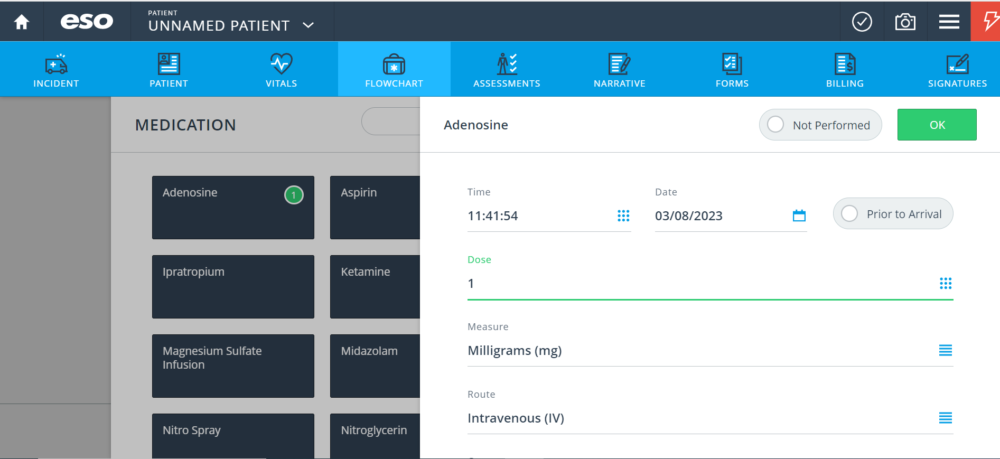 eso
PATIENT
UNNAMED PATIENT
INCIDENT
PATIENT
VITALS
FLOWCHART
ASSESSMENTS
NARRATIVE
FORMS
BILLING
SIGNATURES
MEDICATION
Adenosine
1
Aspirin
Ipratropium
Ketamine
Magnesium Sulfate
Infusion
Midazolam
Nitro Spray
Nitroglycerin
Adenosine
Not Performed
OK
Time
Date
11:41:54
03/08/2023
Prior to Arrival
Dose
1
Measure
Milligrams (mg)
Route
Intravenous (IV)